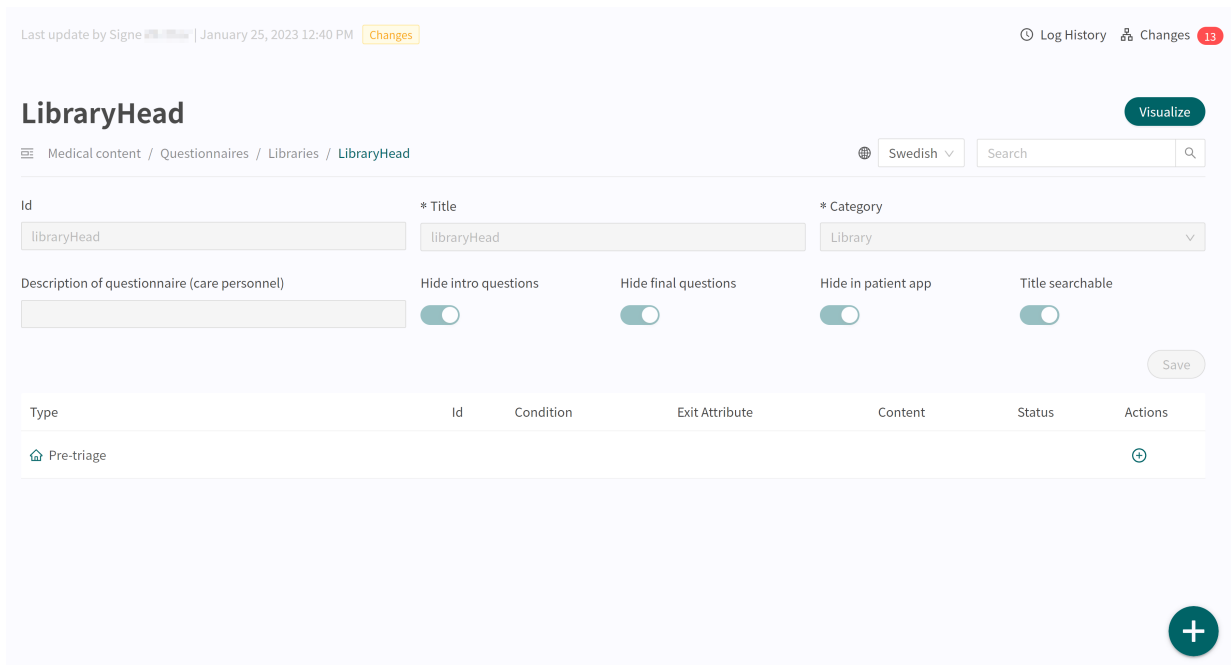 Last update by Signe | January 25, 2023 12:40 PM Changes Log History Changes 13
LibraryHead Visualize
Medical content / Questionnaires / Libraries / LibraryHead Swedish Search
Id * Title * Category
libraryHead libraryHead Library
Description of questionnaire (care personnel) Hide intro questions Hide final questions Hide in patient app Title searchable
Save
Type Id Condition Exit Attribute Content Status Actions
Pre-triage